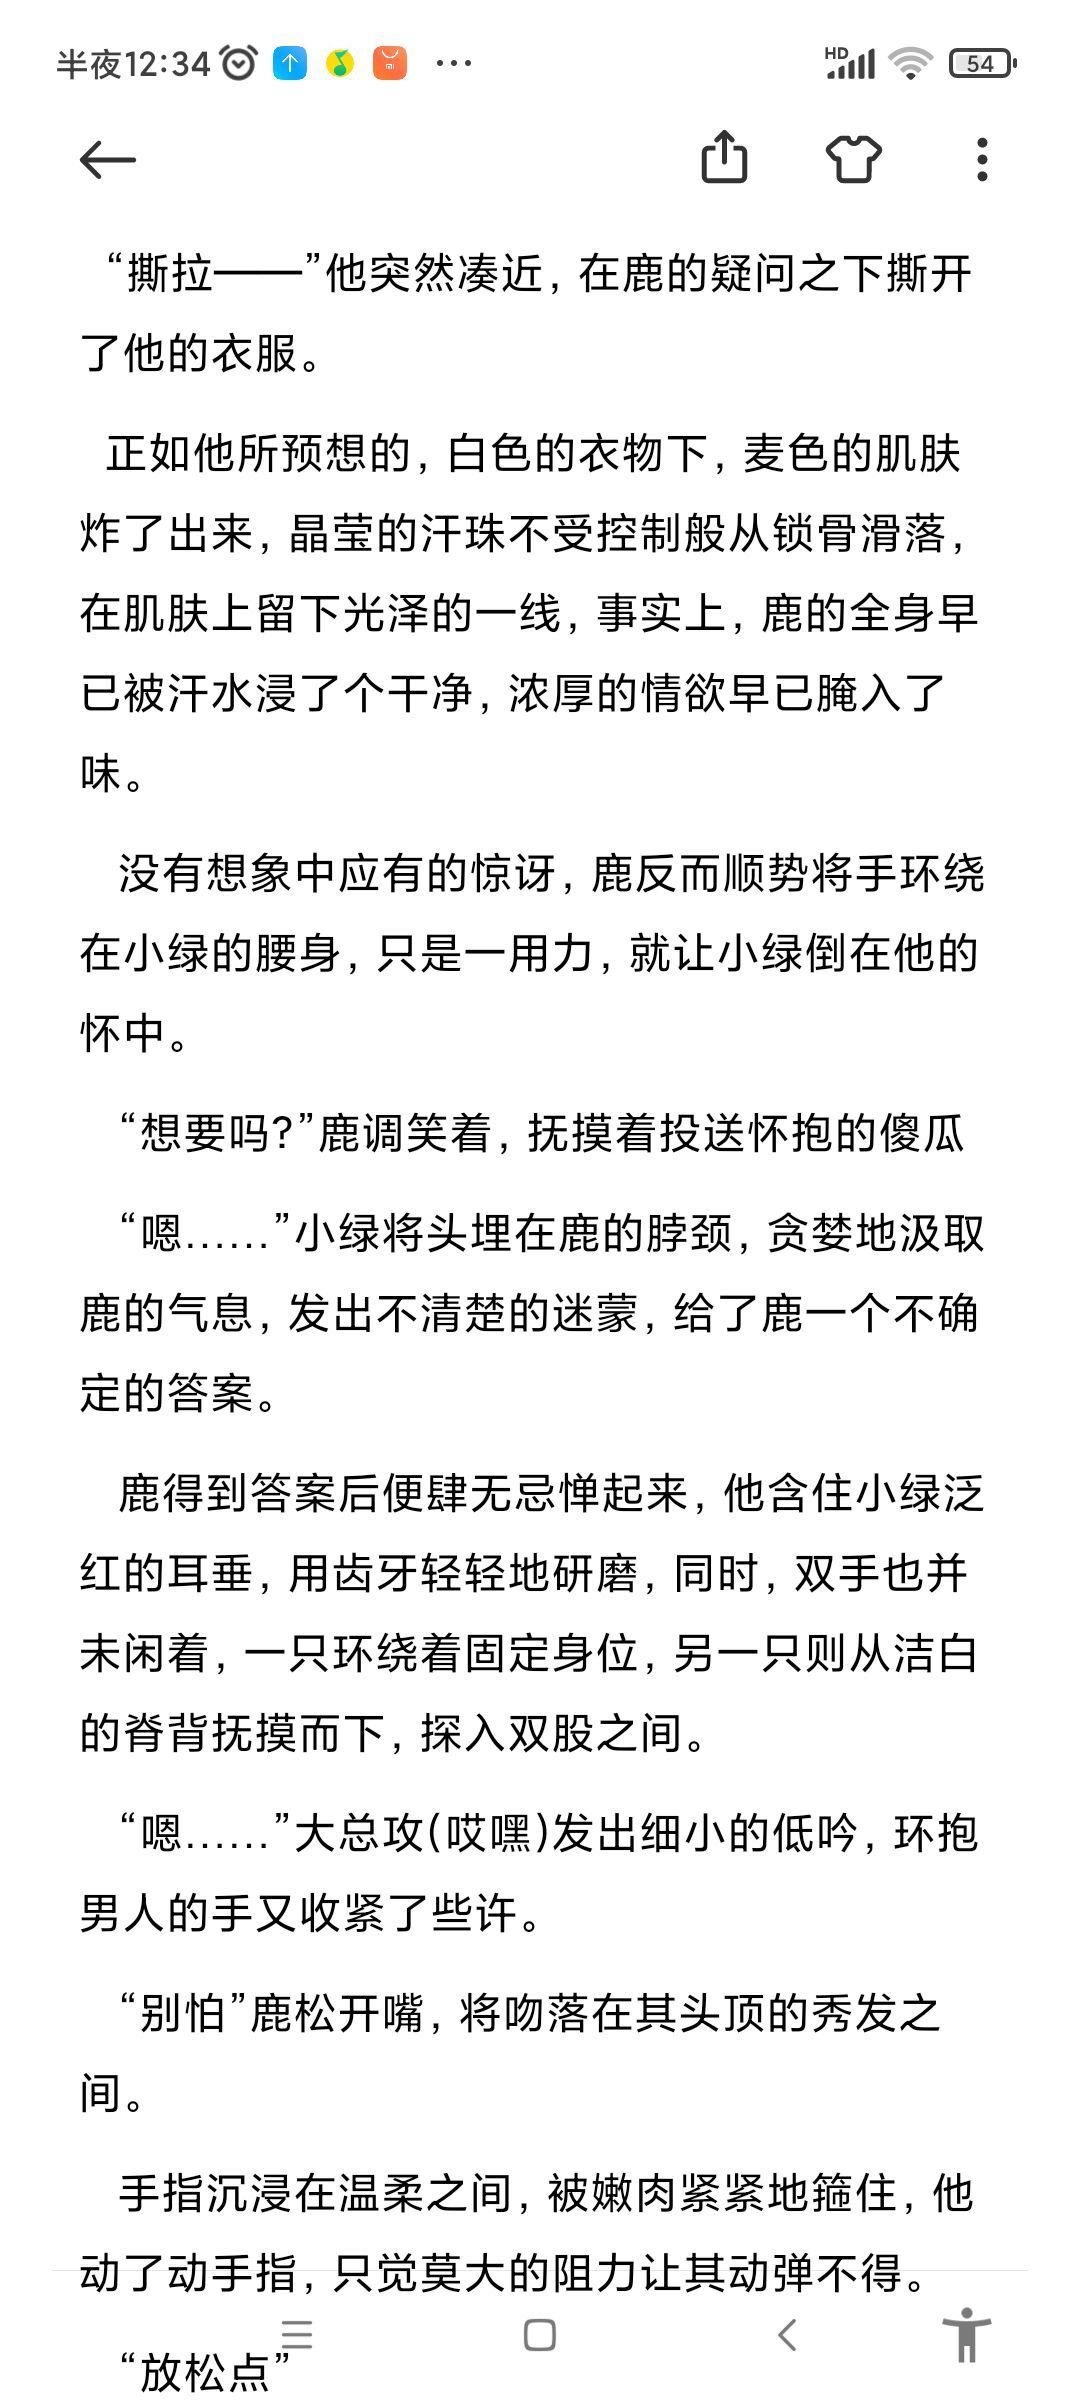 半夜12:34
HD
54
“撕拉——”他突然凑近，在鹿的疑问之下撕开
了他的衣服。
正如他所预想的，白色的衣物下，麦色的肌肤
炸了出来，晶莹的汗珠不受控制般从锁骨滑落，
在肌肤上留下光泽的一线，事实上，鹿的全身早
已被汗水浸了个干净，浓厚的情欲早已腌入了
味。
没有想象中应有的惊讶，鹿反而顺势将手环绕
在小绿的腰身，只是一用力，就让小绿倒在他的
怀中。
“想要吗?”鹿调笑着，抚摸着投送怀抱的傻瓜
“嗯……”小绿将头埋在鹿的脖颈，贪婪地汲取
鹿的气息，发出不清楚的迷蒙，给了鹿一个不确
定的答案。
鹿得到答案后便肆无忌惮起来，他含住小绿泛
红的耳垂，用齿牙轻轻地研磨，同时，双手也并
未闲着，一只环绕着固定身位，另一只则从洁白
的脊背抚摸而下，探入双股之间。
“嗯……”大总攻(哎嘿)发出细小的低吟，环抱
男人的手又收紧了些许。
“别怕”鹿松开嘴，将吻落在其头顶的秀发之
间。
手指沉浸在温柔之间，被嫩肉紧紧地箍住，他
动了动手指，只觉莫大的阻力让其动弹不得。
“放松点”